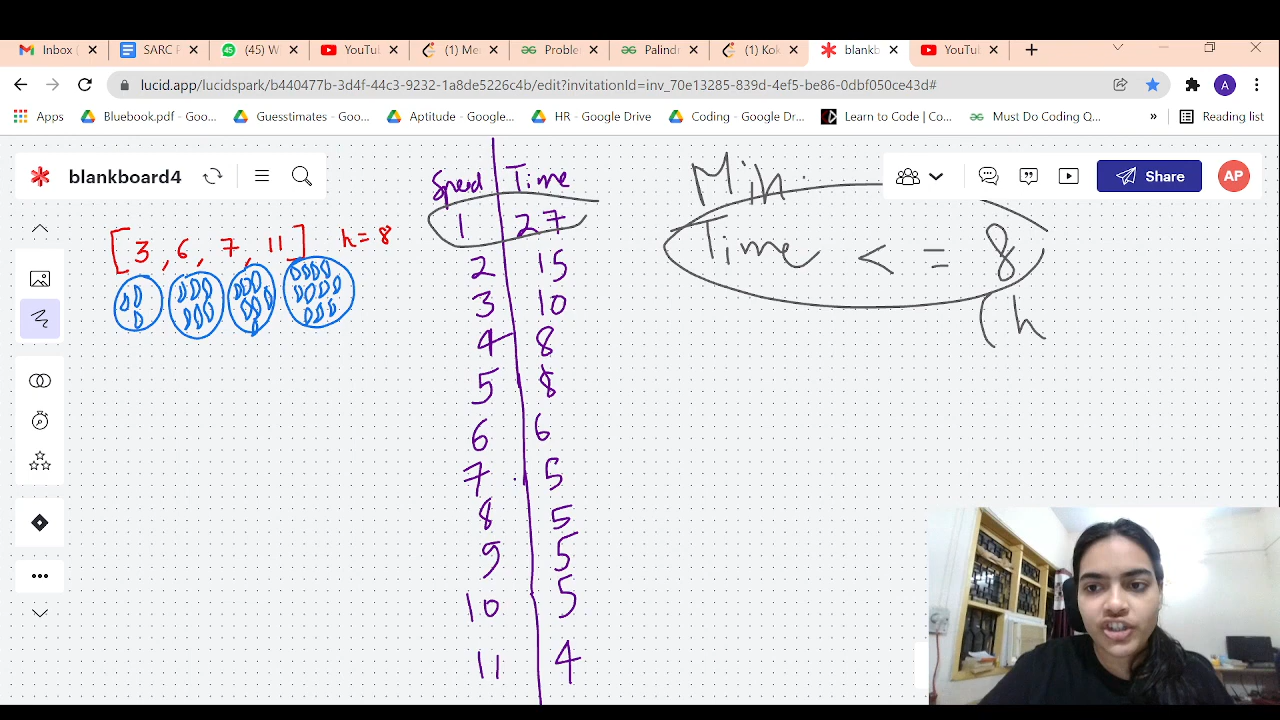 Inbox (
SARC F
(45) W
YouTu
(1) Me
Proble
Palind
(1) Kok
blankb
YouTu
lucid.app/lucidspark/b440477b-3d4f-44c3-9232-1a8de5226c4b/edit?invitationId=inv_70e13285-839d-4ef5-be86-0dbf050ce43d#
A
Apps
Bluebook.pdf - Goo...
Guesstimates - Goo...
Aptitude - Google...
HR - Google Drive
Coding - Google Dr...
Learn to Code | Co...
Must Do Coding Q...
»
Reading list
blankboard4
Share
AP
[3, 6, 7, 11] h = 8
Speed Time
1 27
2 15
3 10
4 8
5 8
6 6
7 5
8 5
9 5
10 5
11 4
Min.
Time <= 8
(h